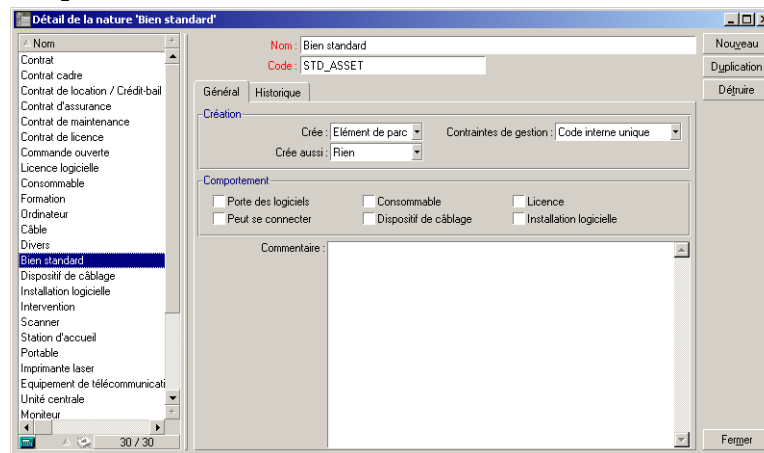 Détail de la nature 'Bien standard'
Nom
Contrat
Contrat cadre
Contrat de location / Crédit-bail
Contrat d'assurance
Contrat de maintenance
Contrat de licence
Commande ouverte
Licence logicielle
Consommable
Formation
Ordinateur
Câble
Divers
Bien standard
Dispositif de câblage
Installation logicielle
Intervention
Scanner
Station d'accueil
Portable
Imprimante laser
Equipement de télécommunicati
Unité centrale
Moniteur
30 / 30
Nom : Bien standard
Code : STD_ASSET
Général Historique
Création
Crée : Elément de parc Contraintes de gestion : Code interne unique
Crée aussi : Rien
Comportement
Porte des logiciels Consommable Licence
Peut se connecter Dispositif de câblage Installation logicielle
Commentaire :
Nouveau
Duplication
Détruire
Fermer